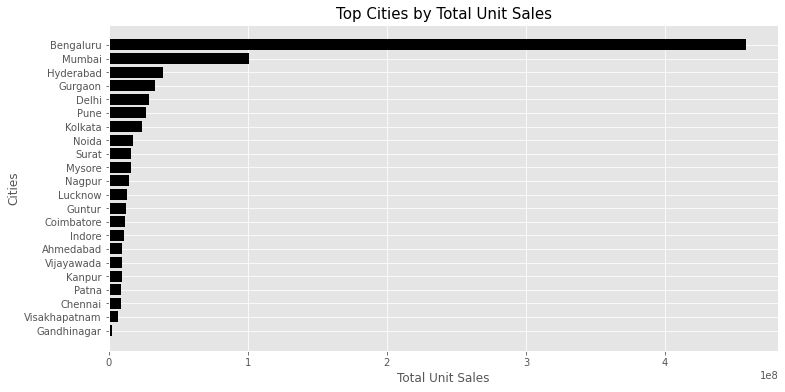 Top Cities by Total Unit Sales
Cities
Bengaluru
Mumbai
Hyderabad
Gurgaon
Delhi
Pune
Kolkata
Noida
Surat
Mysore
Nagpur
Lucknow
Guntur
Coimbatore
Indore
Ahmedabad
Vijayawada
Kanpur
Patna
Chennai
Visakhapatnam
Gandhinagar
0 1 2 3 4
1e8
Total Unit Sales